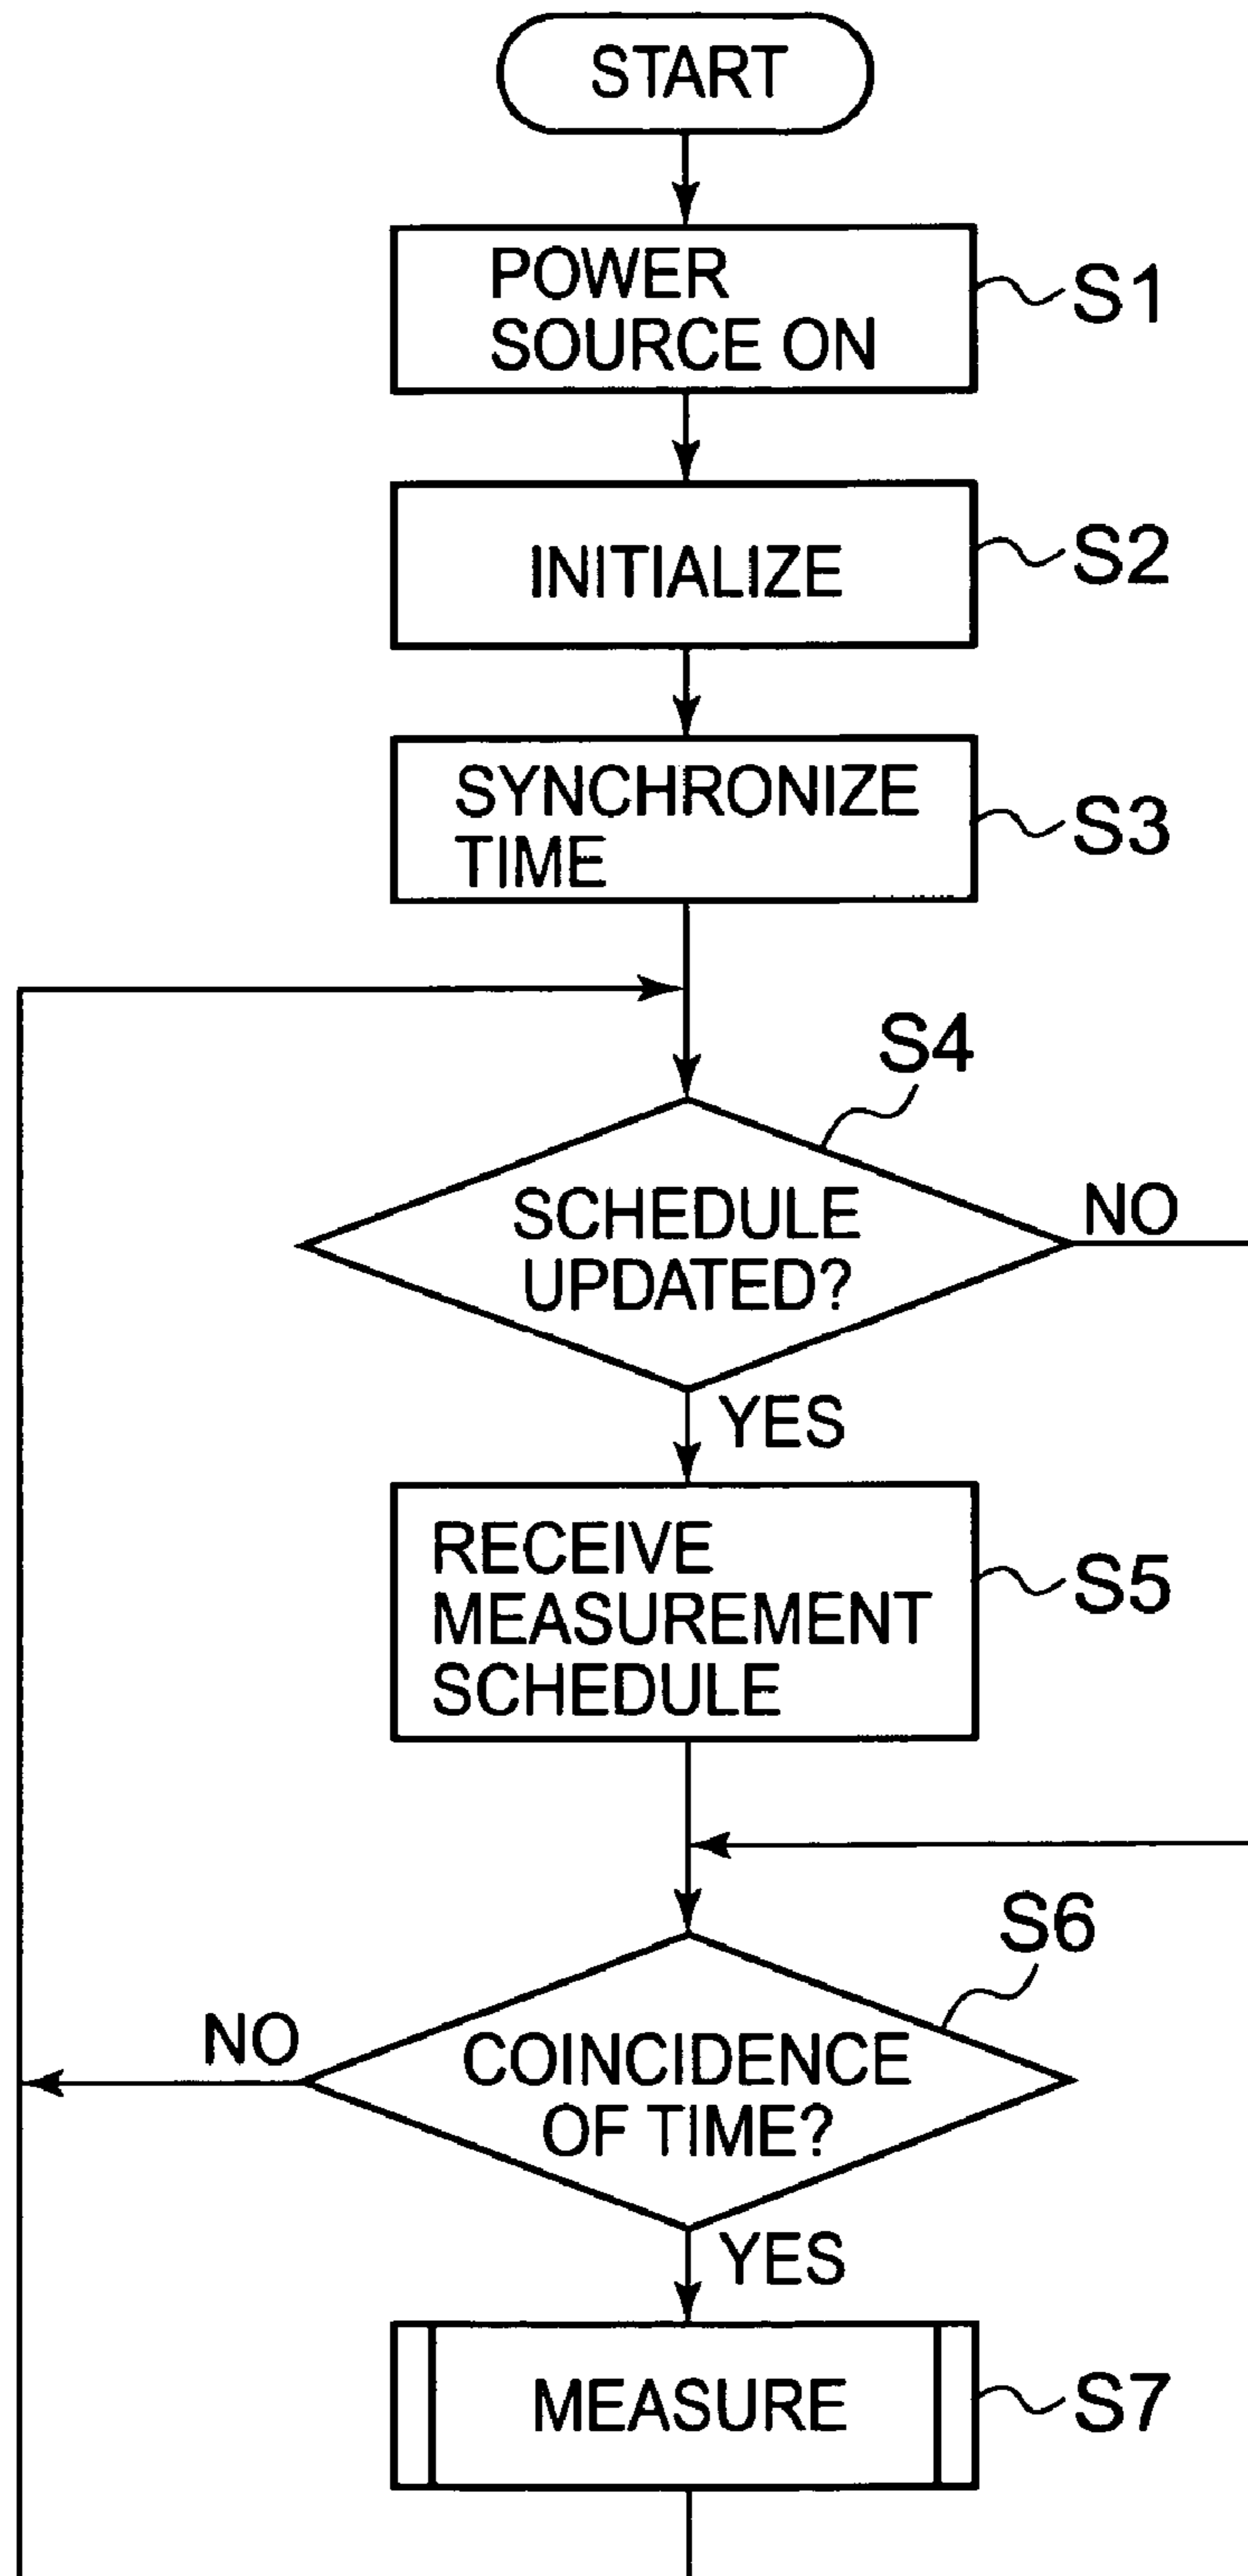 START
POWER
SOURCE ON
S1
INITIALIZE
S2
SYNCHRONIZE
TIME
S3
S4
SCHEDULE
UPDATED?
NO
YES
RECEIVE
MEASUREMENT
SCHEDULE
S5
S6
COINCIDENCE
OF TIME?
NO
YES
MEASURE
S7